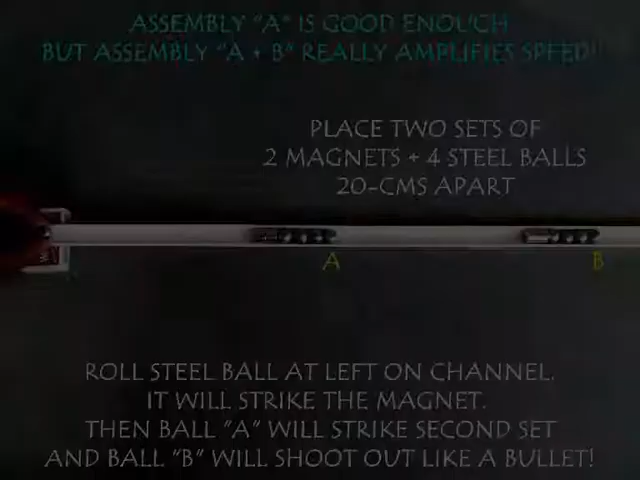 ASSEMBLY "A" IS GOOD ENOUGH
BUT ASSEMBLY "A + B" REALLY AMPLIFIES SPEED!
PLACE TWO SETS OF
2 MAGNETS + 4 STEEL BALLS
20-CMS APART
A
B
ROLL STEEL BALL AT LEFT ON CHANNEL.
IT WILL STRIKE THE MAGNET.
THEN BALL "A" WILL STRIKE SECOND SET
AND BALL "B" WILL SHOOT OUT LIKE A BULLET!